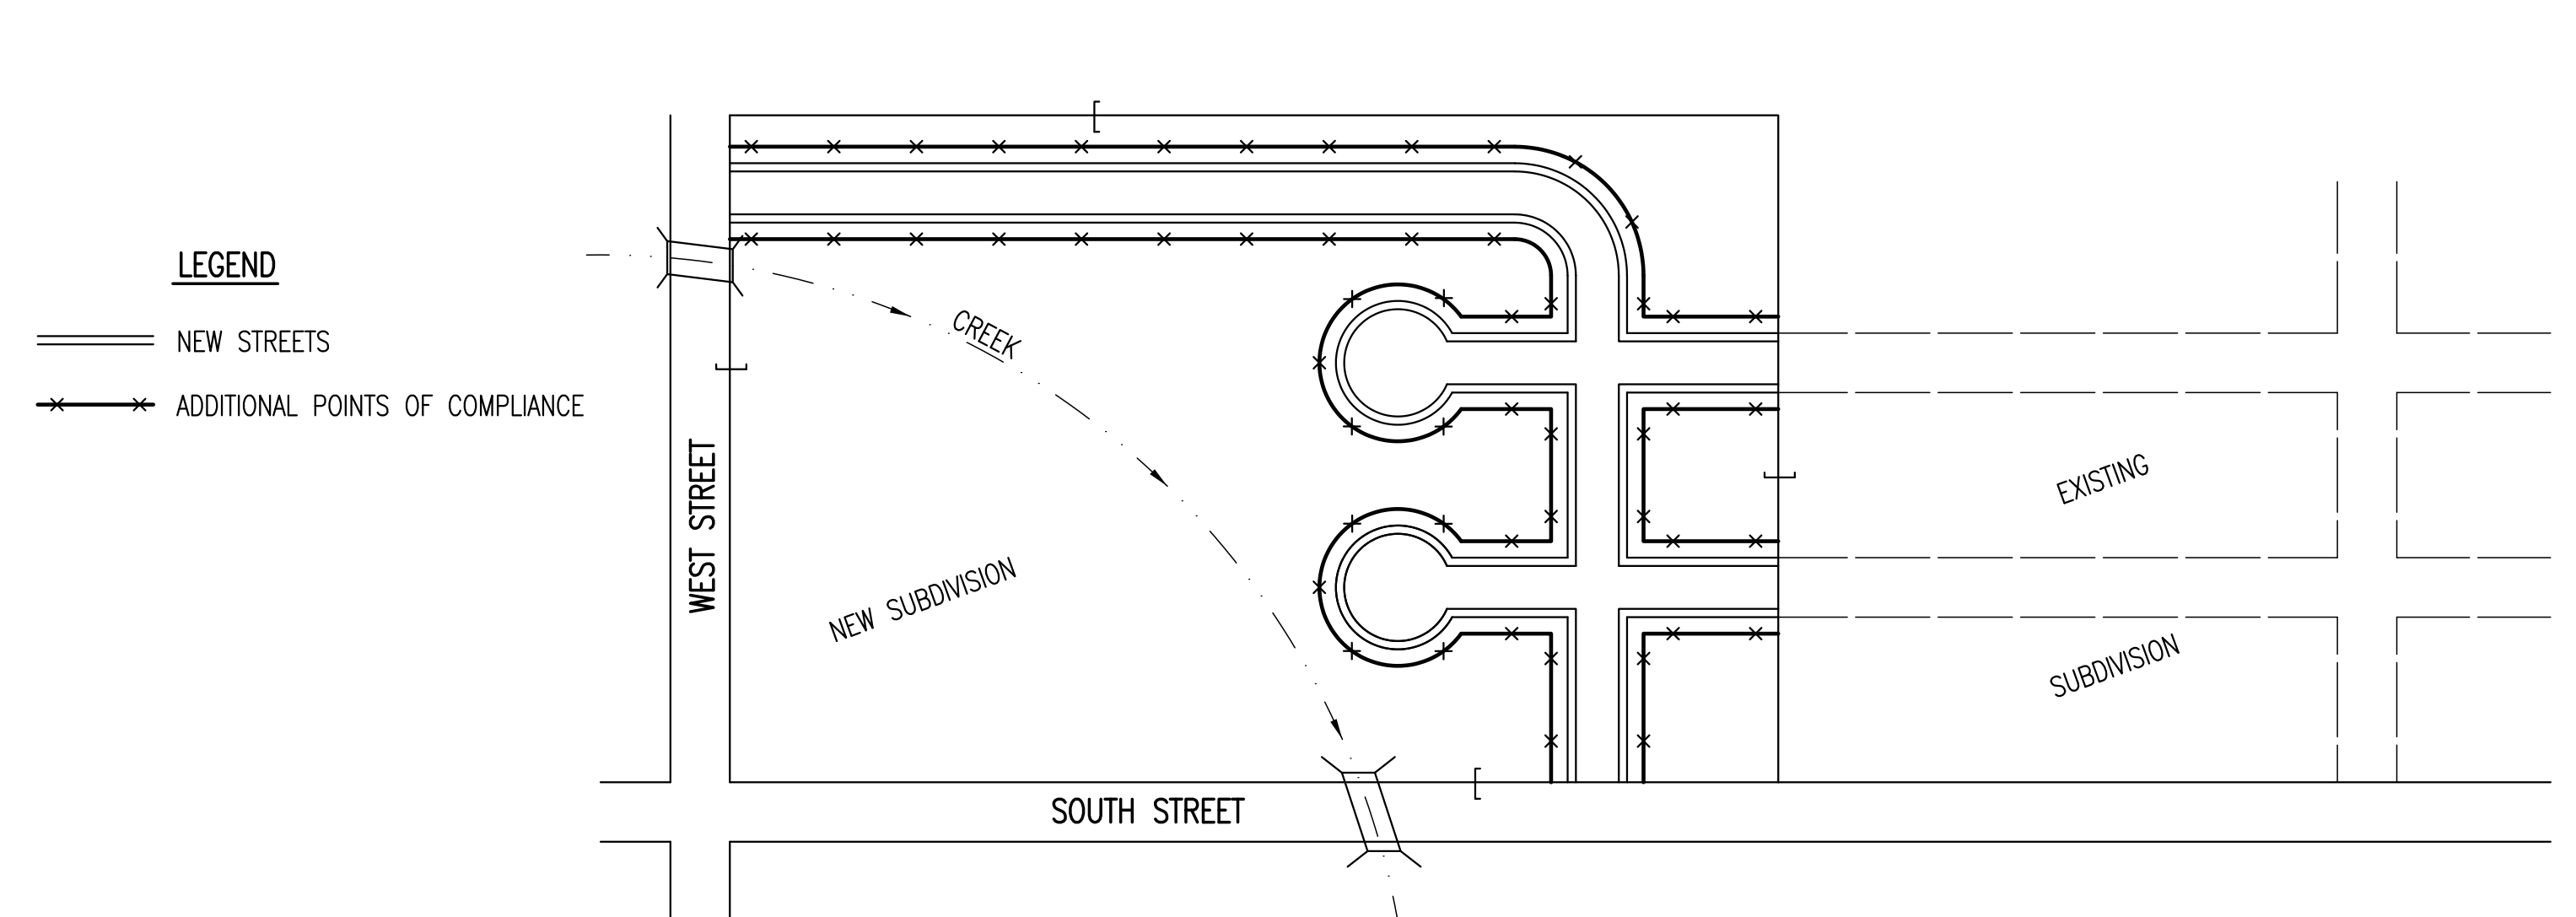 LEGEND
NEW STREETS
ADDITIONAL POINTS OF COMPLIANCE
WEST STREET
CREEK
NEW SUBDIVISION
SOUTH STREET
EXISTING
SUBDIVISION